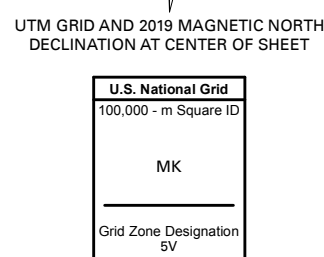 UTM GRID AND 2019 MAGNETIC NORTH
DECLINATION AT CENTER OF SHEET
U.S. National Grid
100,000 - m Square ID
MK
Grid Zone Designation
5V